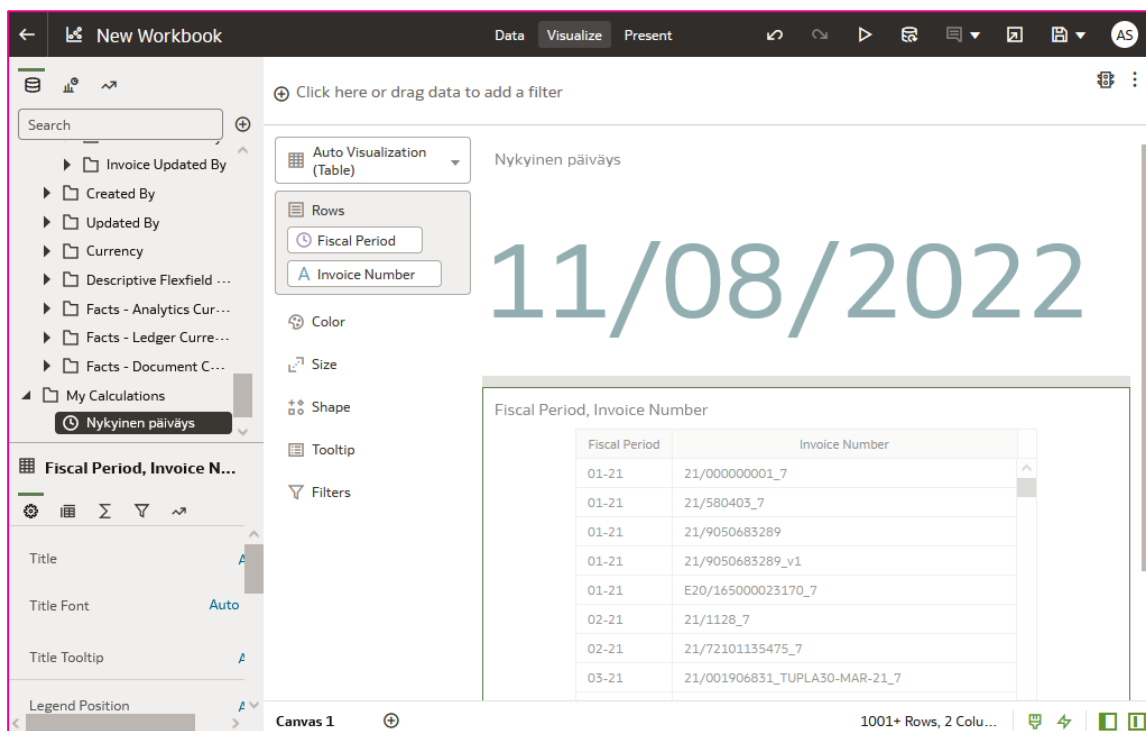 New Workbook
Data Visualize Present
AS
Click here or drag data to add a filter
Search
Invoice Updated By
Created By
Updated By
Currency
Descriptive Flexfield ...
Facts - Analytics Cur...
Facts - Ledger Curre...
Facts - Document C...
My Calculations
Nykyinen päiväys
Fiscal Period, Invoice N...
Title
A
Title Font Auto
Title Tooltip A
Legend Position A
Auto Visualization
(Table)
Rows
Fiscal Period
A Invoice Number
Color
Size
Shape
Tooltip
Filters
Nykyinen päiväys
11/08/2022
Fiscal Period, Invoice Number
Fiscal Period Invoice Number
01-21 21/000000001_7
01-21 21/580403_7
01-21 21/9050683289
01-21 21/9050683289_v1
01-21 E20/165000023170_7
02-21 21/1128_7
02-21 21/72101135475_7
03-21 21/001906831_TUPLA30-MAR-21_7
Canvas 1
1001+ Rows, 2 Colu...